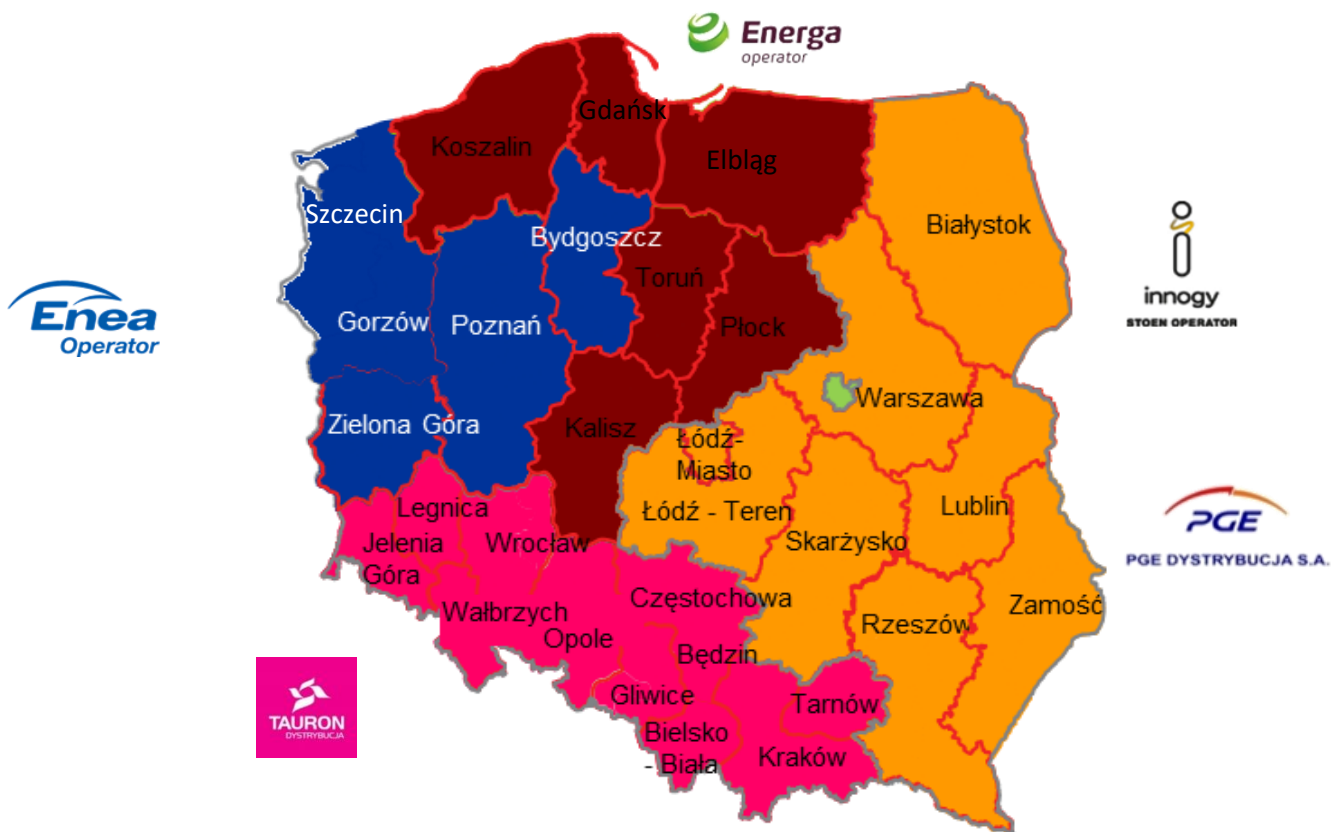 Energa
operator
Gdańsk
Koszalin
Elbląg
Szczecin
Białystok
Bydgoszcz
Toruń
innogy
STOEN OPERATOR
Enea
Operator
Gorzów
Poznań
Płock
Warszawa
Zielona Góra
Kalisz
Łódź-
Miasto
Legnica
Łódź - Teren
Lublin
PGE
PGE DYSTRYBUCJA S.A.
Jelenia
Góra
Wrocław
Skarżysko
Wałbrzych
Częstochowa
Zamość
Opole
Rzeszów
Będzin
Gliwice
Tarnów
TAURON
DYSTRYBUCJA
Bielsko
- Biała
Kraków